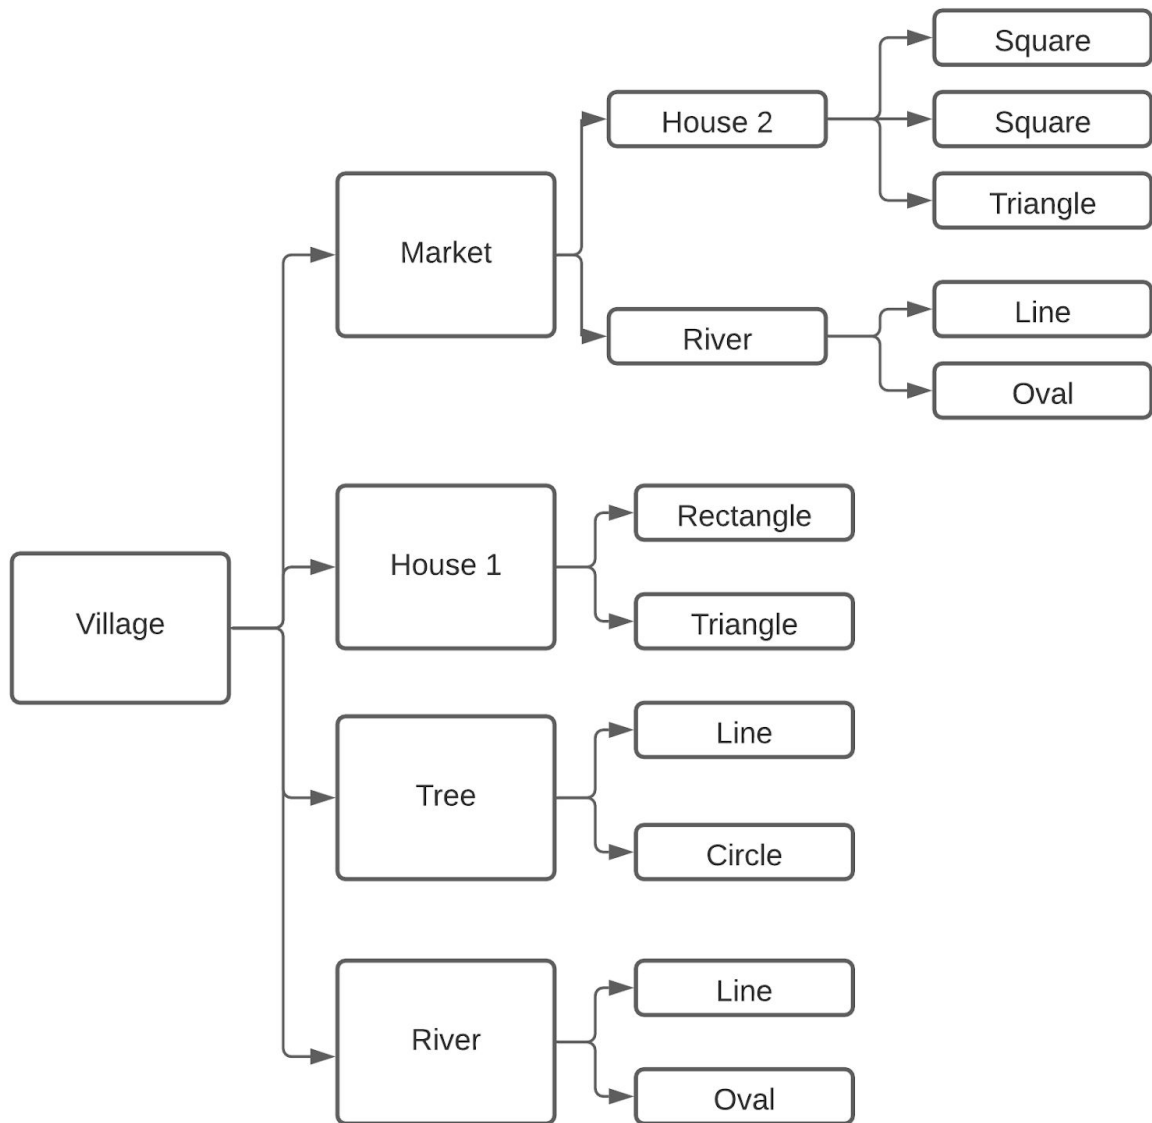 Village
Market
House 2
Square
Square
Triangle
River
Line
Oval
House 1
Rectangle
Triangle
Tree
Line
Circle
River
Line
Oval